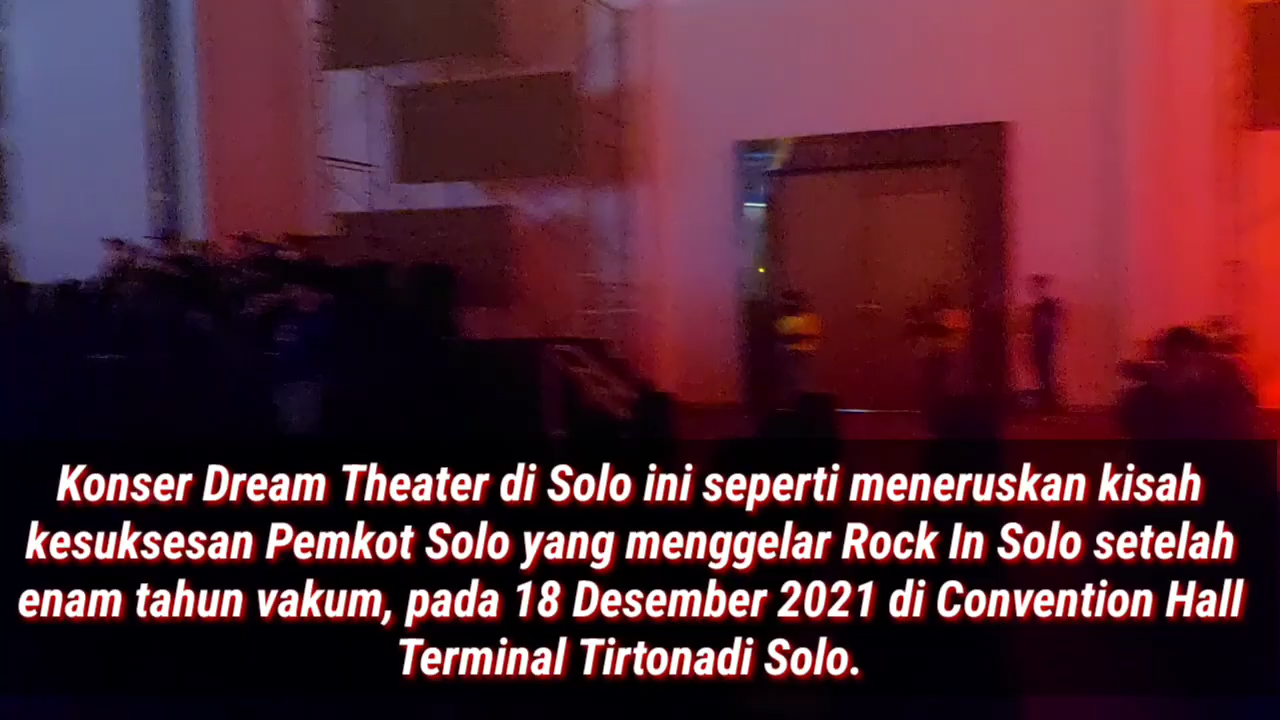 Konser Dream Theater di Solo ini seperti meneruskan kisah
kesuksesan Pemkot Solo yang menggelar Rock In Solo setelah
enam tahun vakum, pada 18 Desember 2021 di Convention Hall
Terminal Tirtonadi Solo.